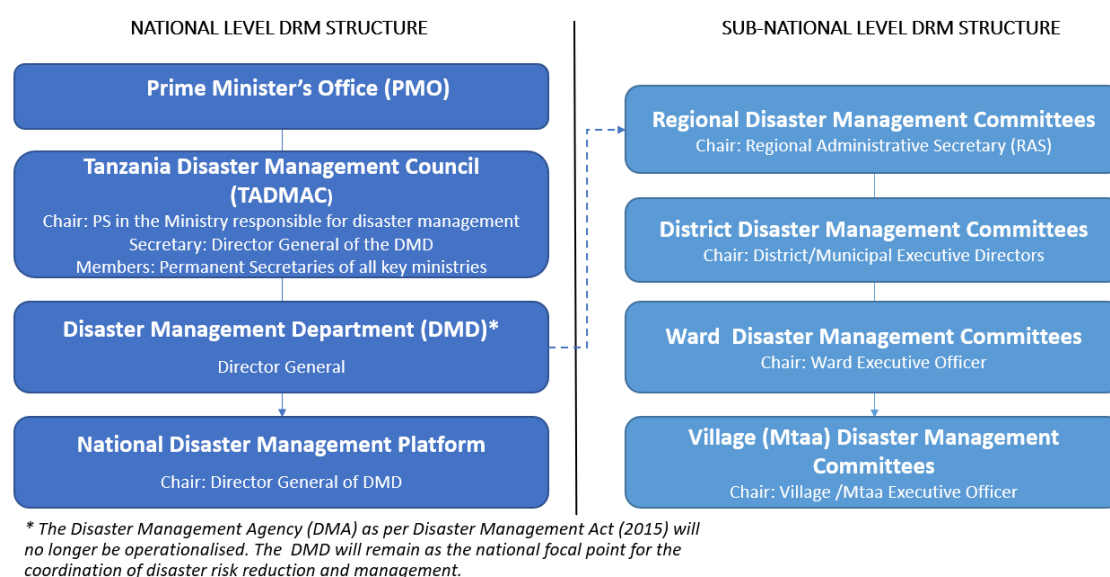 NATIONAL LEVEL DRM STRUCTURE
Prime Minister’s Office (PMO)
Tanzania Disaster Management Council
(TADMAC)
Chair: PS in the Ministry responsible for disaster management
Secretary: Director General of the DMD
Members: Permanent Secretaries of all key ministries
Disaster Management Department (DMD)*
Director General
National Disaster Management Platform
Chair: Director General of DMD
* The Disaster Management Agency (DMA) as per Disaster Management Act (2015) will
no longer be operationalised. The DMD will remain as the national focal point for the
coordination of disaster risk reduction and management.
SUB-NATIONAL LEVEL DRM STRUCTURE
Regional Disaster Management Committees
Chair: Regional Administrative Secretary (RAS)
District Disaster Management Committees
Chair: District/Municipal Executive Directors
Ward Disaster Management Committees
Chair: Ward Executive Officer
Village (Mtaa) Disaster Management
Committees
Chair: Village /Mtaa Executive Officer